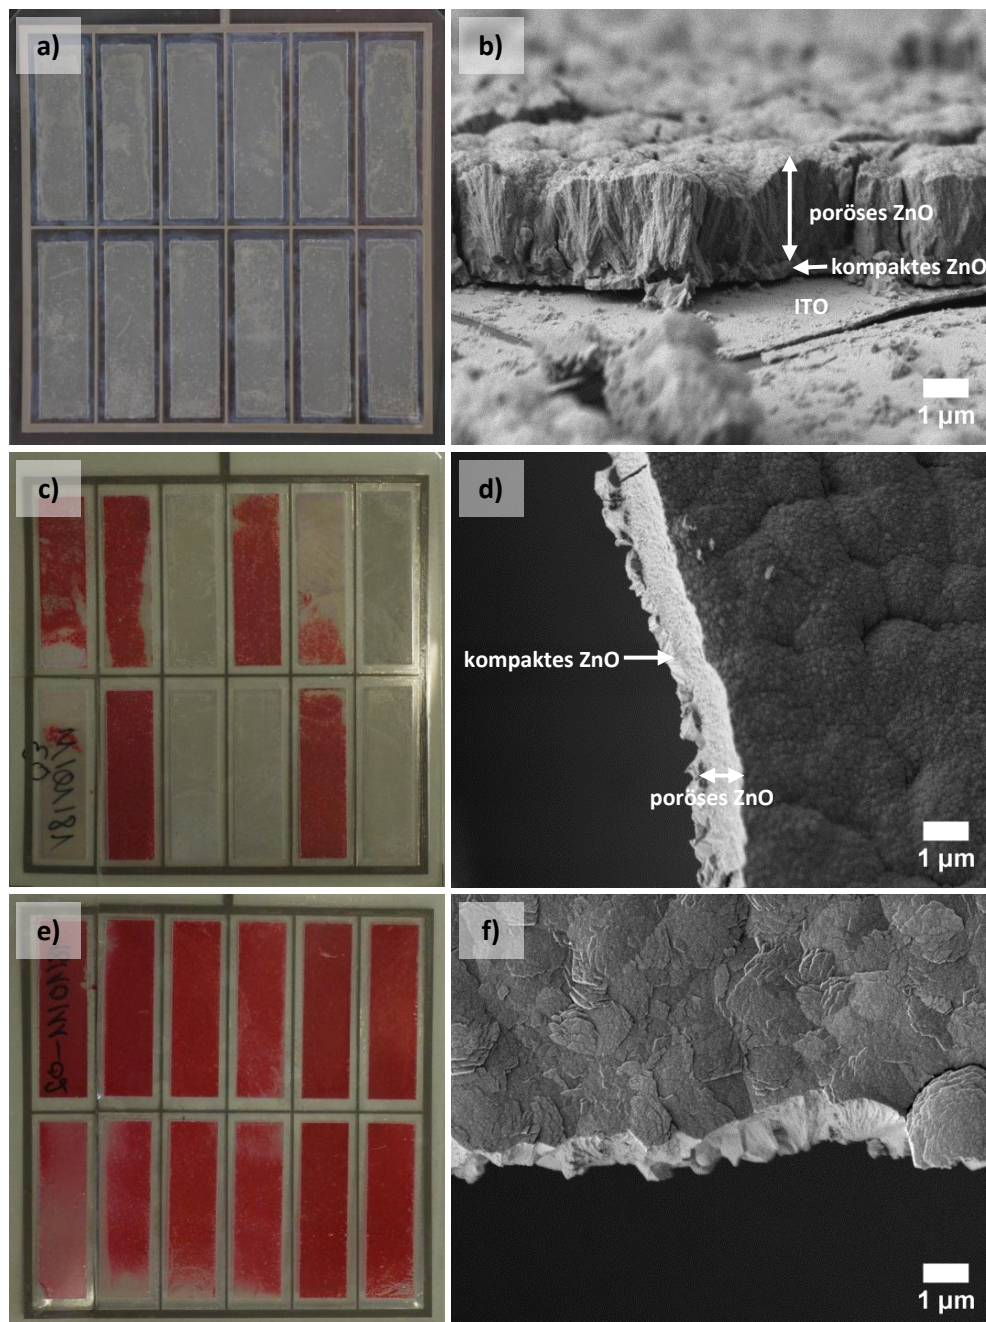 a)
b)
poröses ZnO
kompaktes ZnO
ITO
1 µm
c)
d)
kompaktes ZnO
poröses ZnO
1 µm
e)
f)
1 µm